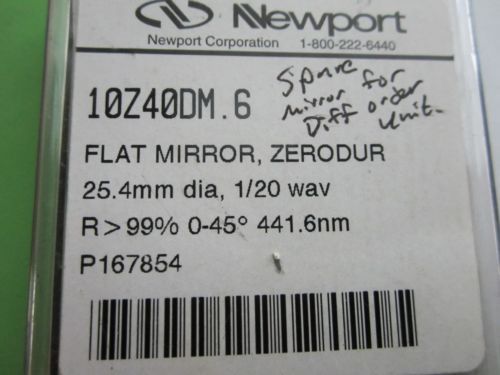 Newport
Newport Corporation 1-800-222-6440
10Z40DM.6
Spare
mirror for
Diff order
Unit.
FLAT MIRROR, ZERODUR
25.4mm dia, 1/20 wav
R > 99% 0-45° 441.6nm
P167854